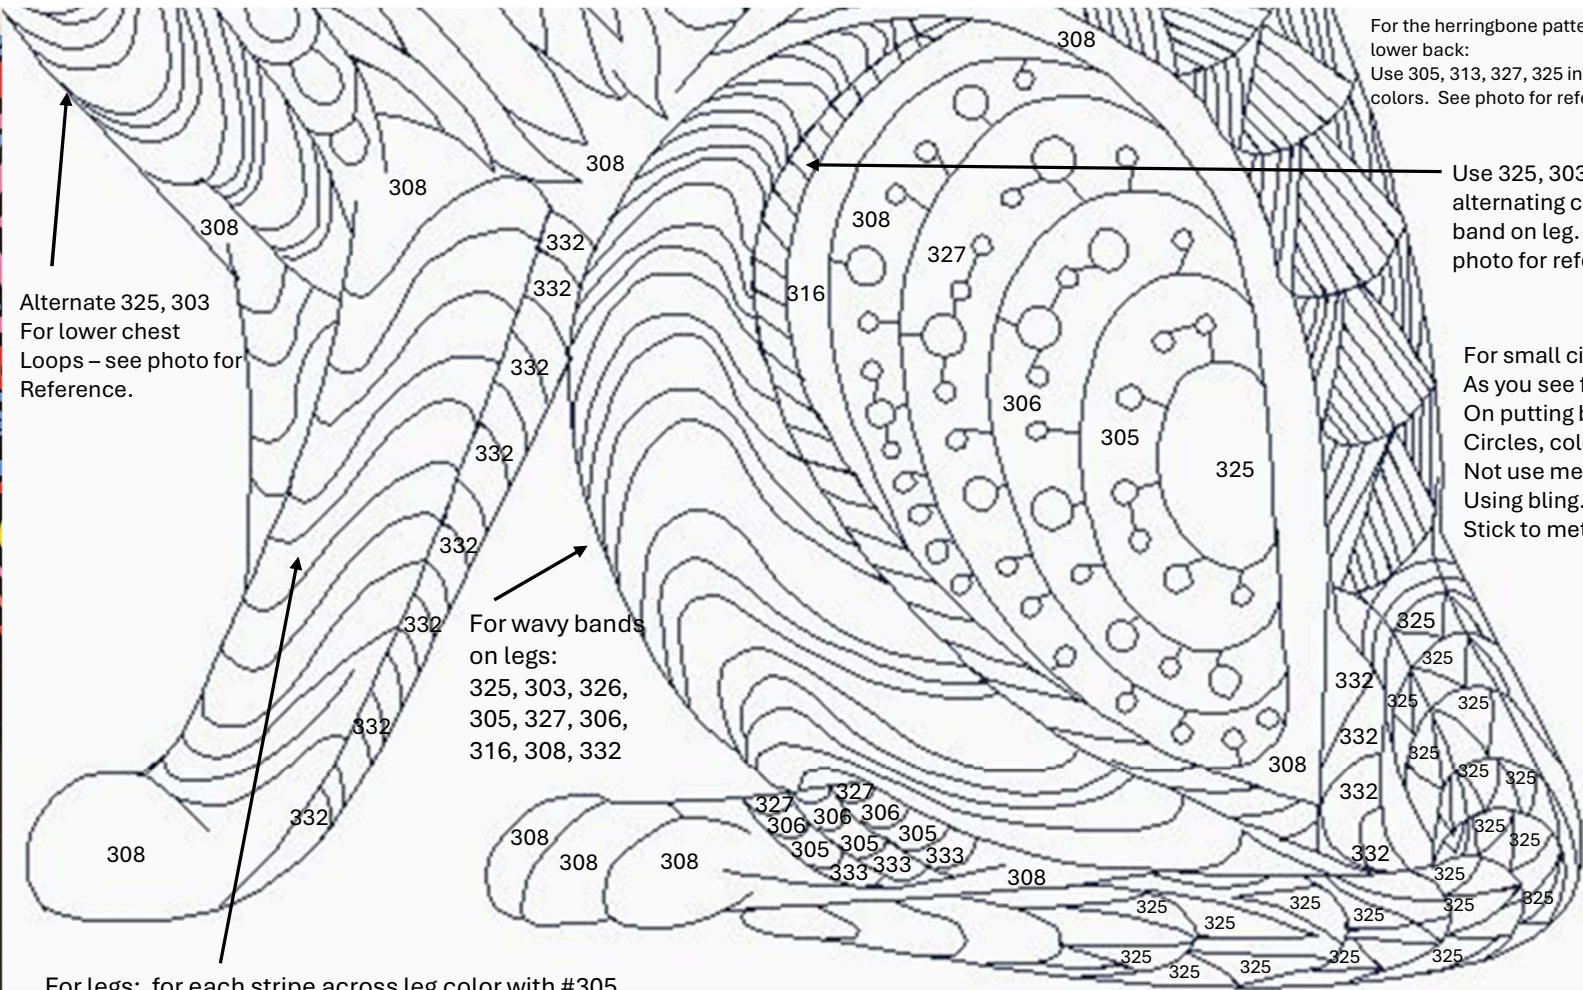 308
For the herringbone patte
lower back:
Use 305, 313, 327, 325 in
colors. See photo for refe
308
308
Use 325, 303
alternating c
band on leg.
photo for refe
308
308
332
327
332
316
Alternate 325, 303
For lower chest
Loops – see photo for
Reference.
332
For small ci
As you see f
On putting b
Circles, col
Not use me
Using bling.
Stick to met
306
305
332
325
332
For wavy bands
on legs:
325, 303, 326,
305, 327, 306,
316, 308, 332
332
325
325
332
325
325
332
332
325
308
325
325
332
327
327
306
306
306
332
325
325
308
305
305
305
308
308
308
333
333
333
332
308
325
325
325
325
325
325
325
325
325
325
325
325
325
For legs: for each stripe across leg color with #305